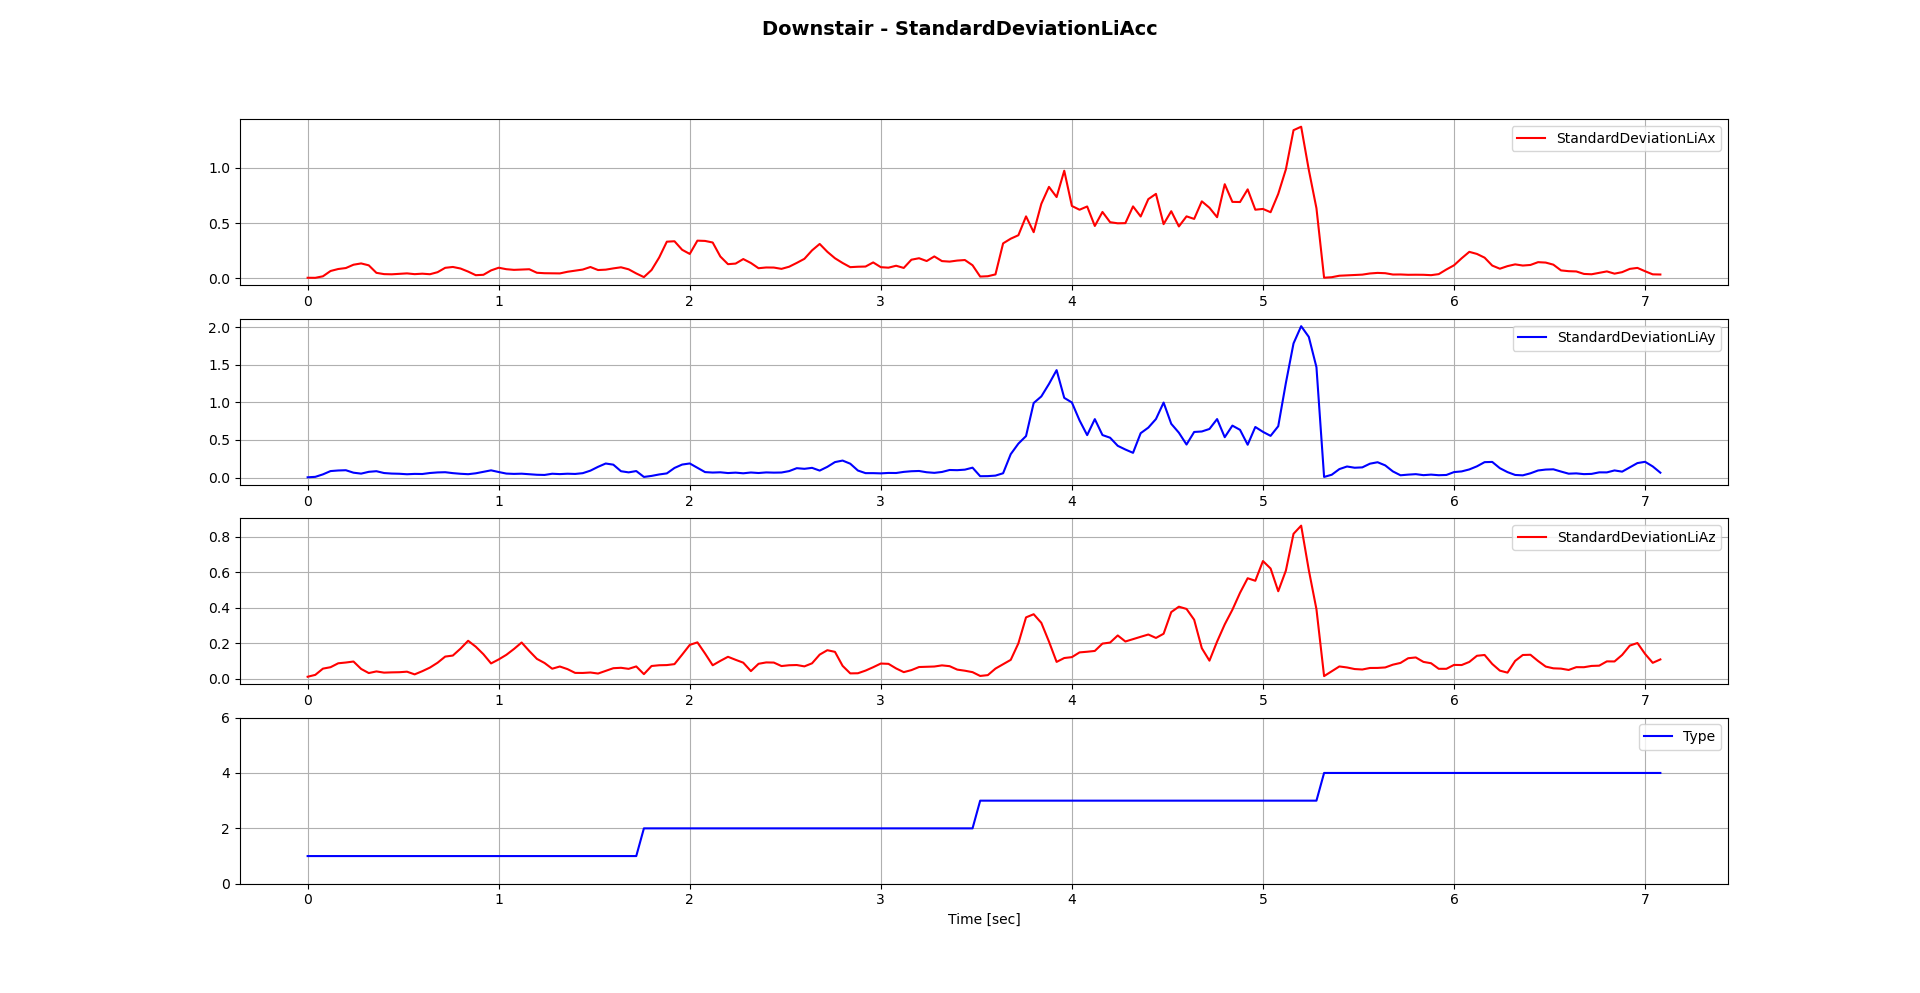 Downstair - StandardDeviationLiAcc
StandardDeviationLiAx
1.0
0.5
0.0
0 1 2 3 4 5 6 7
StandardDeviationLiAy
2.0
1.5
1.0
0.5
0.0
0 1 2 3 4 5 6 7
StandardDeviationLiAz
0.8
0.6
0.4
0.2
0.0
0 1 2 3 4 5 6 7
Type
6
4
2
0
0 1 2 3 4 5 6 7
Time [sec]